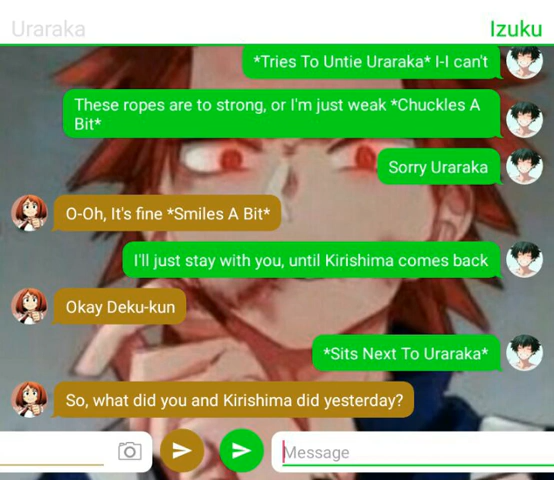 Uraraka
Izuku
*Tries To Untie Uraraka* I-I can't
These ropes are to strong, or I'm just weak *Chuckles A
Bit*
Sorry Uraraka
O-Oh, It's fine *Smiles A Bit*
I'll just stay with you, until Kirishima comes back
Okay Deku-kun
*Sits Next To Uraraka*
So, what did you and Kirishima did yesterday?
Message